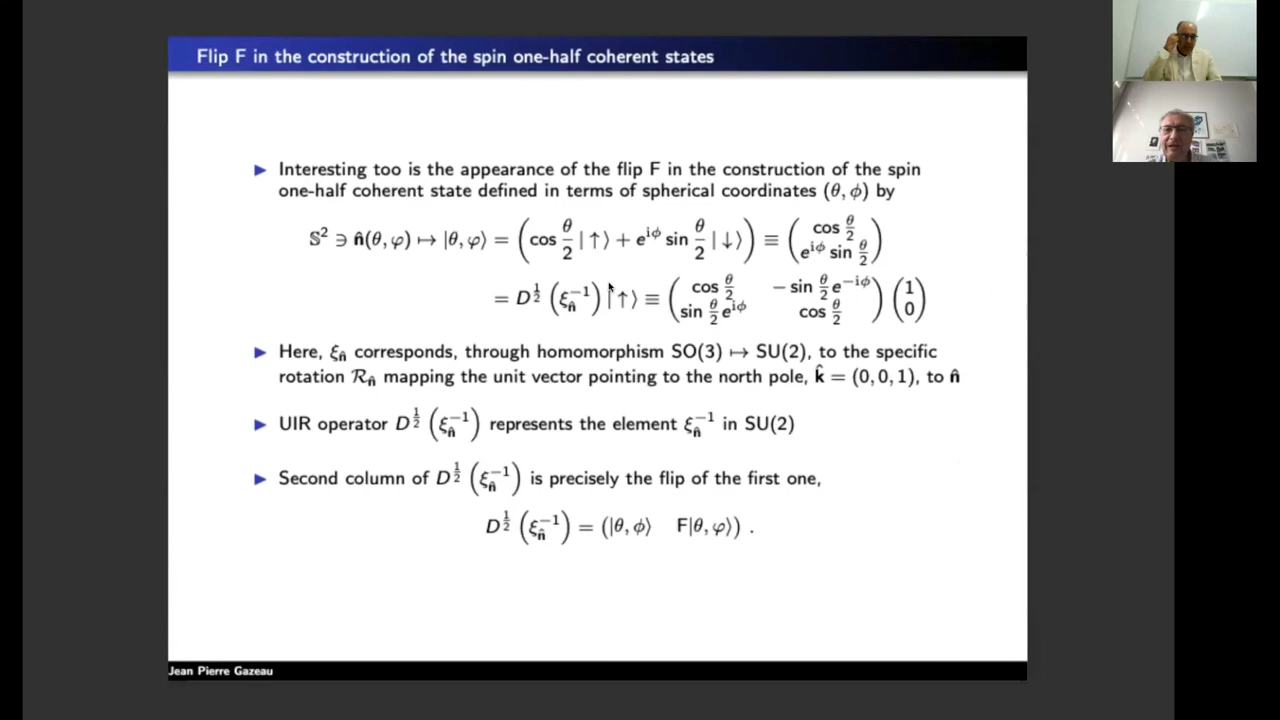 Flip F in the construction of the spin one-half coherent states
▶ Interesting too is the appearance of the flip F in the construction of the spin
one-half coherent state defined in terms of spherical coordinates (θ, ϕ) by
𝕊² ∋ n̂(θ, φ) ↦ |θ, φ⟩ = (cos θ/2 |↑⟩ + e^{iϕ} sin θ/2 |↓⟩) ≡ (cos θ/2 ; e^{iϕ} sin θ/2)
= D^{1/2} (ξ_n̂^{−1}) |↑⟩ ≡ (cos θ/2  − sin θ/2 e^{−iϕ} ; sin θ/2 e^{iϕ}  cos θ/2) (1 ; 0)
▶ Here, ξ_n̂ corresponds, through homomorphism SO(3) ↦ SU(2), to the specific
rotation ℛ_n̂ mapping the unit vector pointing to the north pole, k̂ = (0, 0, 1), to n̂
▶ UIR operator D^{1/2} (ξ_n̂^{−1}) represents the element ξ_n̂^{−1} in SU(2)
▶ Second column of D^{1/2} (ξ_n̂^{−1}) is precisely the flip of the first one,
D^{1/2} (ξ_n̂^{−1}) = (|θ, ϕ⟩  F|θ, φ⟩) .
Jean Pierre Gazeau